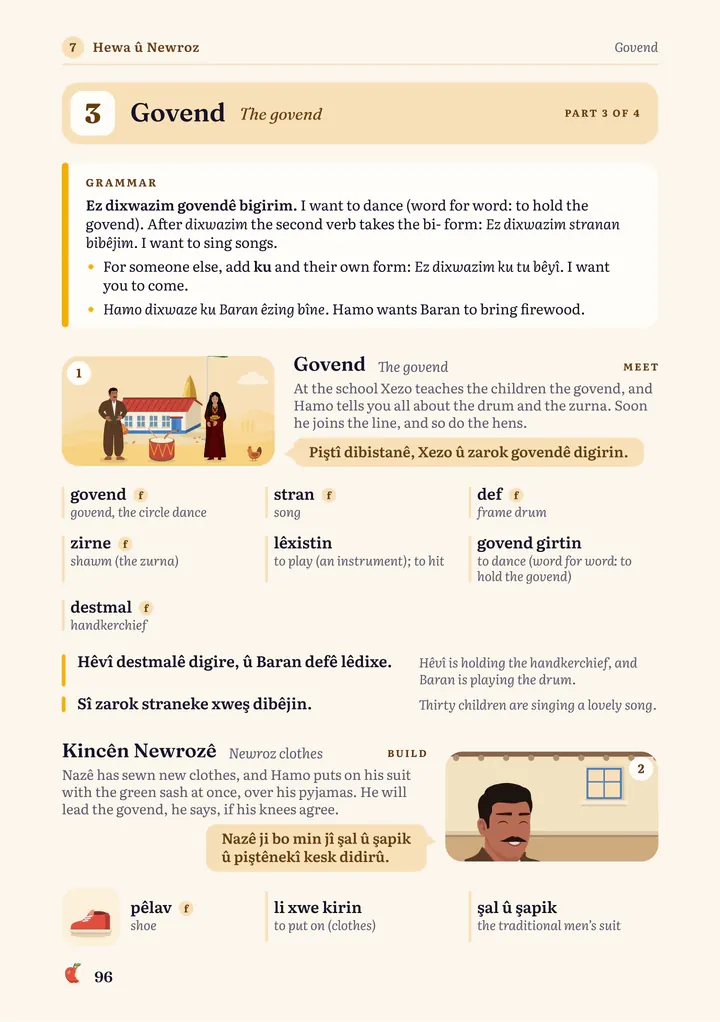 7 Hewa û Newroz
Govend
3 Govend The govend
PART 3 OF 4
GRAMMAR
Ez dixwazim govendê bigirim. I want to dance (word for word: to hold the
govend). After dixwazim the second verb takes the bi- form: Ez dixwazim stranan
bibêjim. I want to sing songs.
• For someone else, add ku and their own form: Ez dixwazim ku tu bêyî. I want
you to come.
• Hamo dixwaze ku Baran êzing bîne. Hamo wants Baran to bring firewood.
1
Govend The govend
MEET
At the school Xezo teaches the children the govend, and
Hamo tells you all about the drum and the zurna. Soon
he joins the line, and so do the hens.
Piştî dibistanê, Xezo û zarok govendê digirin.
govend f
govend, the circle dance
stran f
song
def f
frame drum
zirne f
shawm (the zurna)
lêxistin
to play (an instrument); to hit
govend girtin
to dance (word for word: to
hold the govend)
destmal f
handkerchief
Hêvî destmalê digire, û Baran defê lêdixe.
Hêvî is holding the handkerchief, and
Baran is playing the drum.
Sî zarok straneke xweş dibêjin.
Thirty children are singing a lovely song.
Kincên Newrozê Newroz clothes
BUILD
Nazê has sewn new clothes, and Hamo puts on his suit
with the green sash at once, over his pyjamas. He will
lead the govend, he says, if his knees agree.
2
Nazê ji bo min jî şal û şapik
û piştênekî kesk didirû.
pêlav f
shoe
li xwe kirin
to put on (clothes)
şal û şapik
the traditional men's suit
96